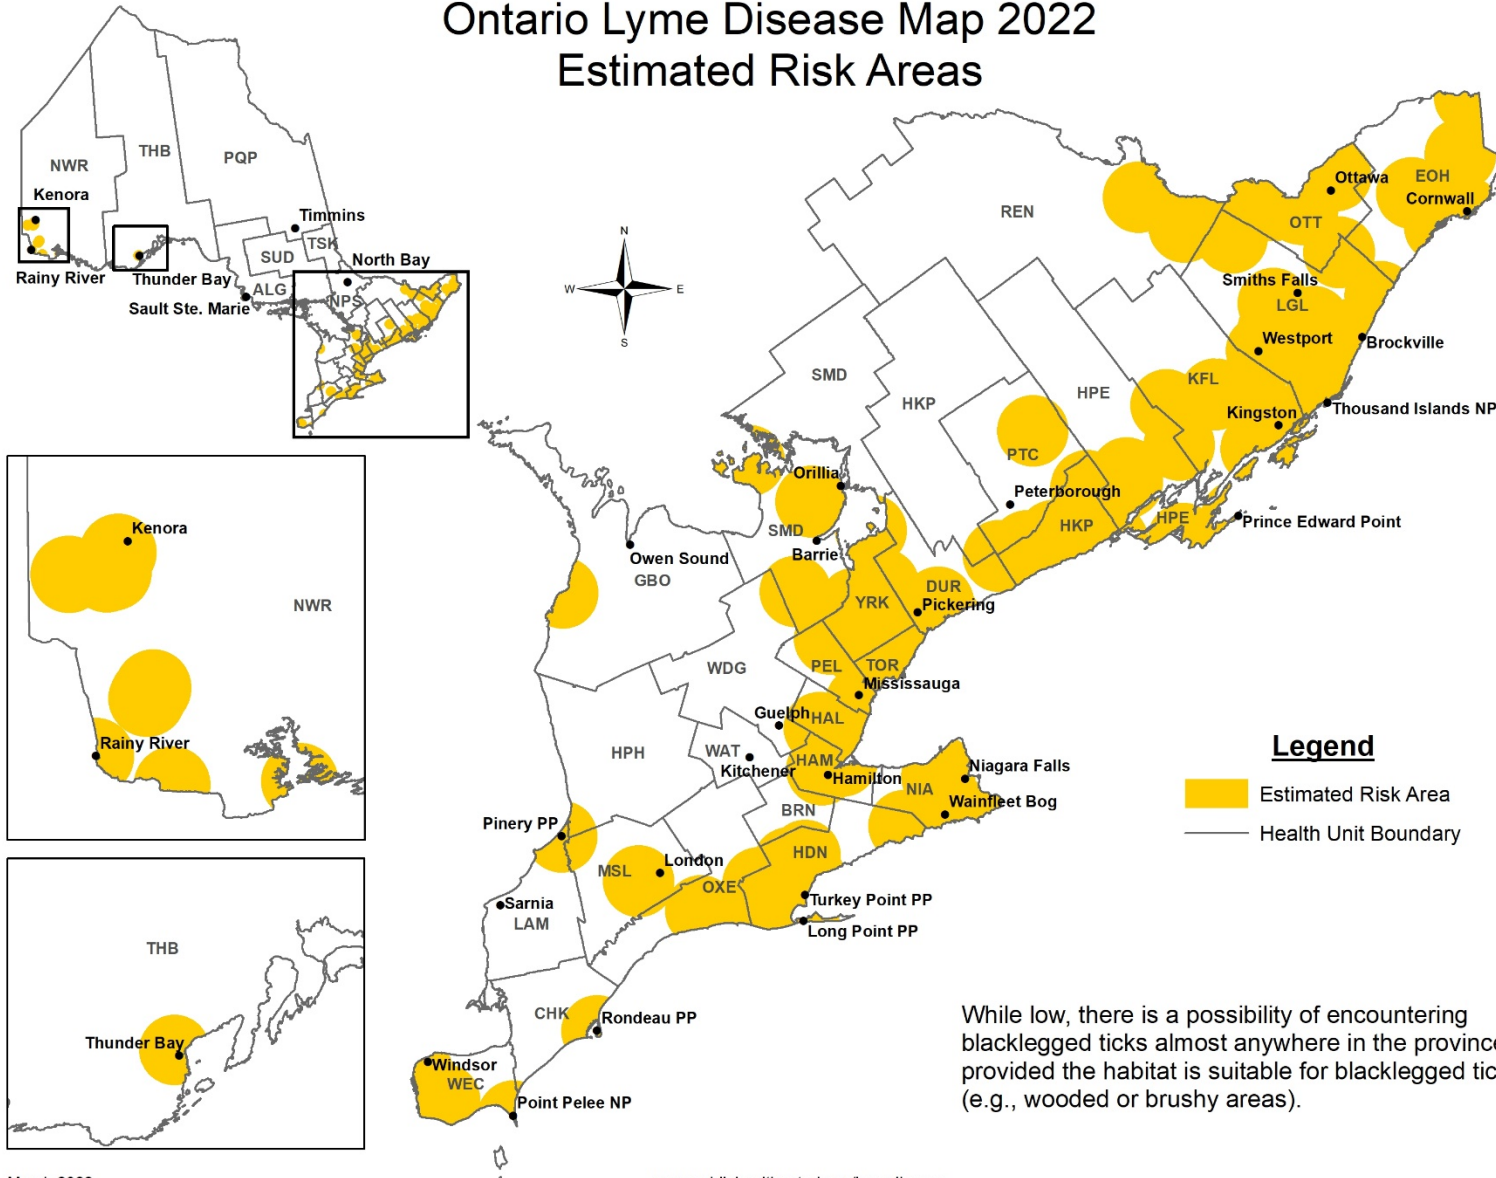 Ontario Lyme Disease Map 2022
Estimated Risk Areas
NWR
THB
PQP
Kenora
Timmins
TSK
SUD
North Bay
Rainy River
Thunder Bay
ALG
NPS
Sault Ste. Marie
N
W
E
S
REN
Ottawa
EOH
Cornwall
OTT
Smiths Falls
LGL
Westport
Brockville
SMD
HKP
HPE
KFL
Kingston
Thousand Islands NP
PTC
Orillia
Peterborough
HKP
HPE
Prince Edward Point
SMD
Barrie
Owen Sound
GBO
DUR
YRK
Pickering
WDG
PEL
TOR
Mississauga
Guelph
HAL
HPH
WAT
Kitchener
HAM
Hamilton
Niagara Falls
NIA
Wainfleet Bog
BRN
Pinery PP
HDN
MSL
London
OXE
Turkey Point PP
Long Point PP
Sarnia
LAM
CHK
Rondeau PP
Windsor
WEC
Point Pelee NP
Kenora
NWR
Rainy River
THB
Thunder Bay
Legend
Estimated Risk Area
Health Unit Boundary
While low, there is a possibility of encountering
blacklegged ticks almost anywhere in the province
provided the habitat is suitable for blacklegged tic
(e.g., wooded or brushy areas).